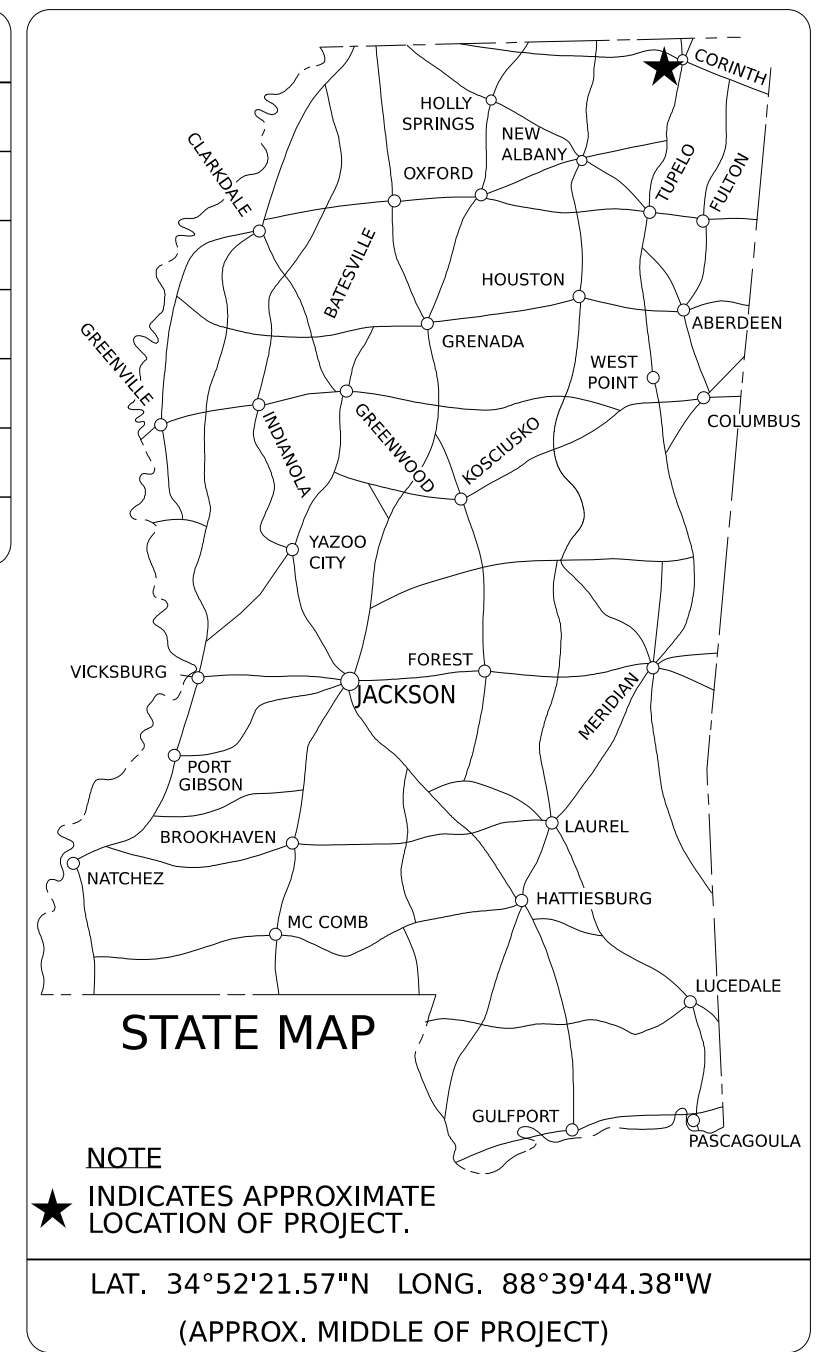 CORINTH
HOLLY
SPRINGS
NEW
ALBANY
CLARKDALE
OXFORD
TUPELO
FULTON
BATESVILLE
HOUSTON
ABERDEEN
GREENVILLE
GRENADA
WEST
POINT
COLUMBUS
INDIANOLA
GREENWOOD
KOSCIUSKO
YAZOO
CITY
VICKSBURG
FOREST
JACKSON
MERIDIAN
PORT
GIBSON
BROOKHAVEN
LAUREL
NATCHEZ
HATTIESBURG
MC COMB
LUCEDALE
STATE MAP
GULFPORT
PASCAGOULA
NOTE
INDICATES APPROXIMATE
LOCATION OF PROJECT.
LAT. 34°52'21.57"N LONG. 88°39'44.38"W
(APPROX. MIDDLE OF PROJECT)